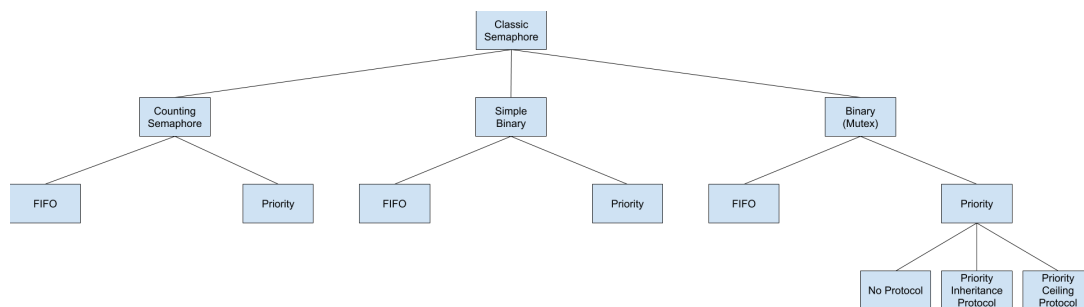 Classic
Semaphore
Counting
Semaphore
Simple
Binary
Binary
(Mutex)
FIFO
Priority
FIFO
Priority
FIFO
Priority
No Protocol
Priority
Inheritance
Protocol
Priority
Ceiling
Protocol